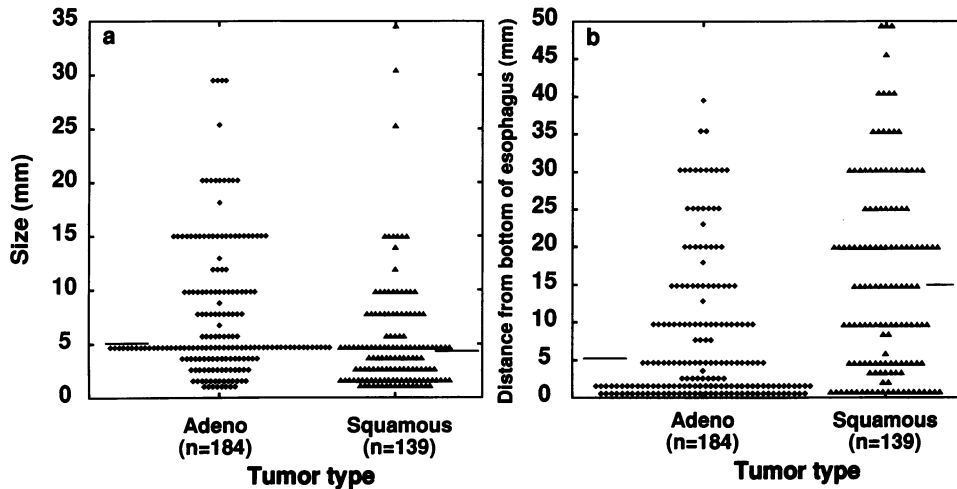 a
Size (mm)
35
30
25
20
15
10
5
0
Adeno
(n=184)
Squamous
(n=139)
Tumor type
b
Distance from bottom of esophagus (mm)
50
45
40
35
30
25
20
15
10
5
0
Adeno
(n=184)
Squamous
(n=139)
Tumor type